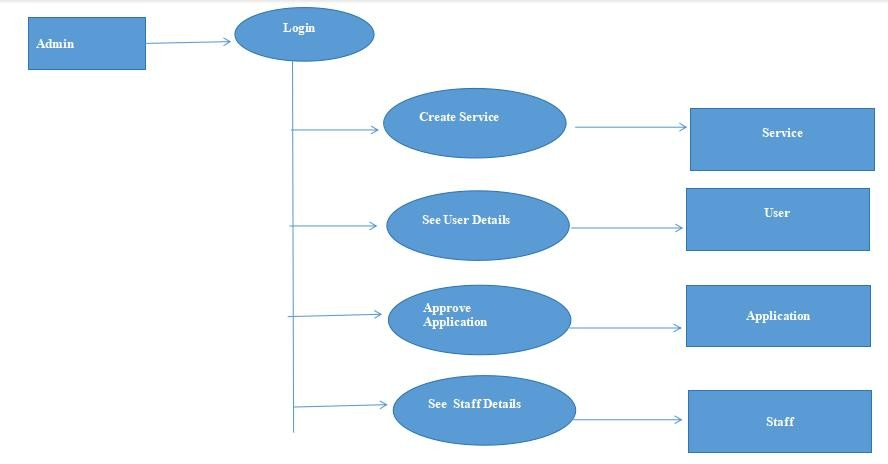 Admin
Login
Create Service
Service
See User Details
User
Approve
Application
Application
See Staff Details
Staff